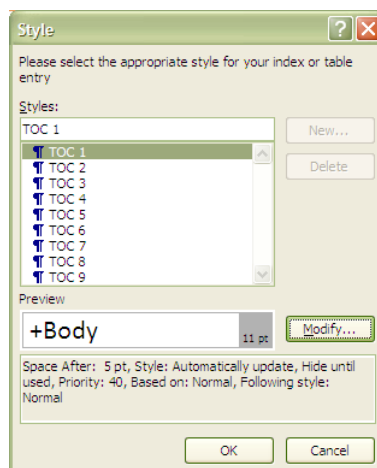 Style
Please select the appropriate style for your index or table
entry
Styles:
TOC 1
New...
TOC 1
TOC 2
TOC 3
TOC 4
TOC 5
TOC 6
TOC 7
TOC 8
TOC 9
Delete
Preview
+Body
11 pt
Modify...
Space After: 5 pt, Style: Automatically update, Hide until
used, Priority: 40, Based on: Normal, Following style:
Normal
OK
Cancel